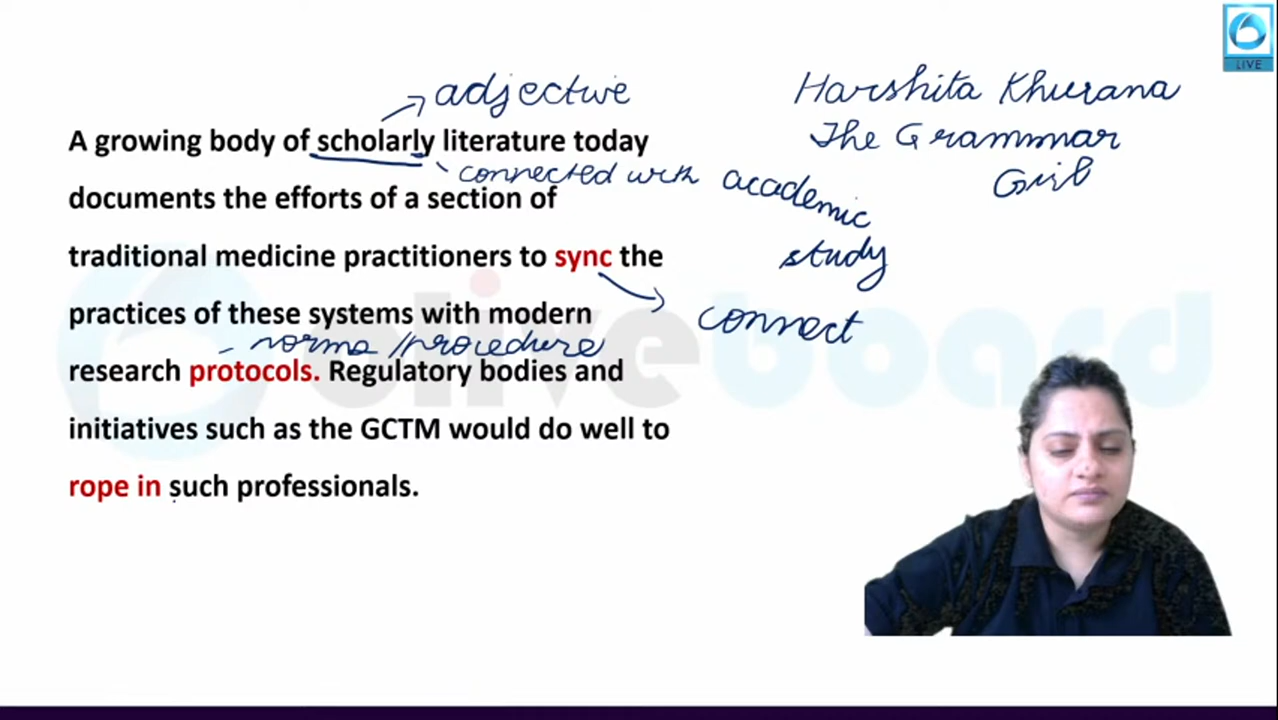 LIVE
adjective
Harshita Khurana
The Grammar
Girl
A growing body of scholarly literature today
connected with academic
study
documents the efforts of a section of
traditional medicine practitioners to sync the
connect
practices of these systems with modern
norms/procedure
research protocols. Regulatory bodies and
initiatives such as the GCTM would do well to
rope in such professionals.
oliveboard